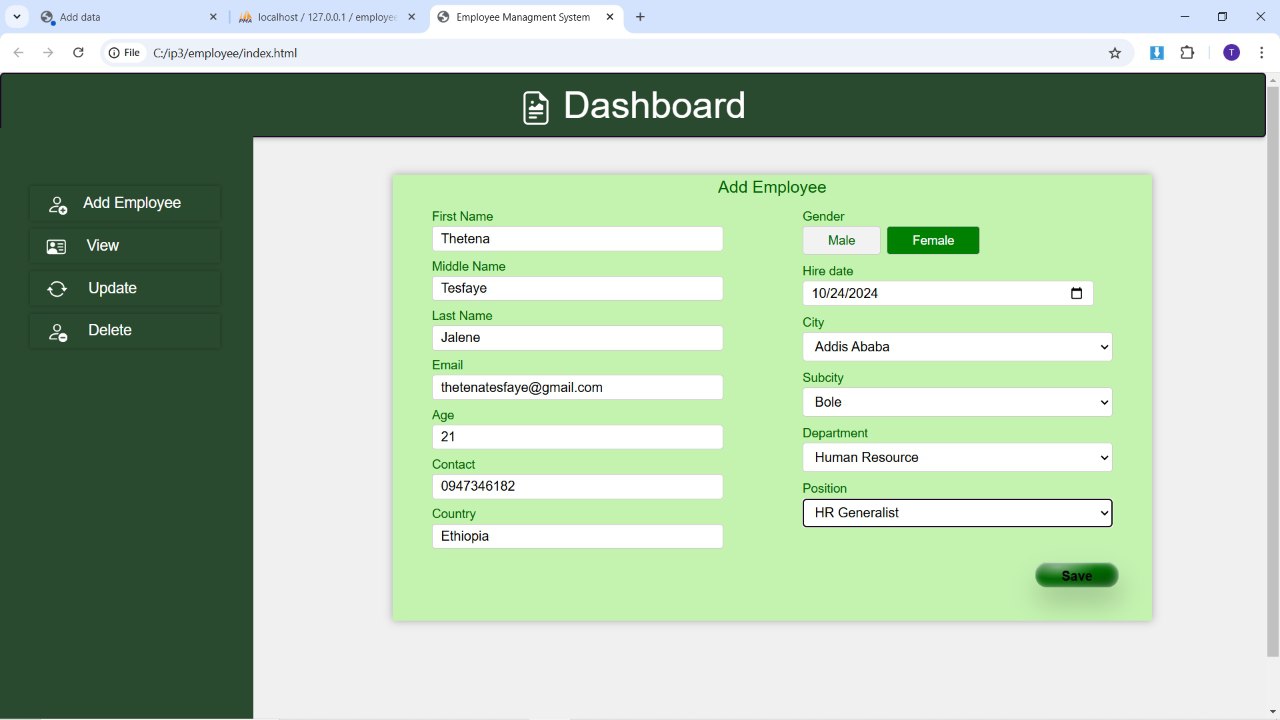 Add data
localhost / 127.0.0.1 / employe
Employee Managment System
File
C:/ip3/employee/index.html
T
Dashboard
Add Employee
View
Update
Delete
Add Employee
First Name
Thetena
Middle Name
Tesfaye
Last Name
Jalene
Email
thetenatesfaye@gmail.com
Age
21
Contact
0947346182
Country
Ethiopia
Gender
Male Female
Hire date
10/24/2024
City
Addis Ababa
Subcity
Bole
Department
Human Resource
Position
HR Generalist
Save